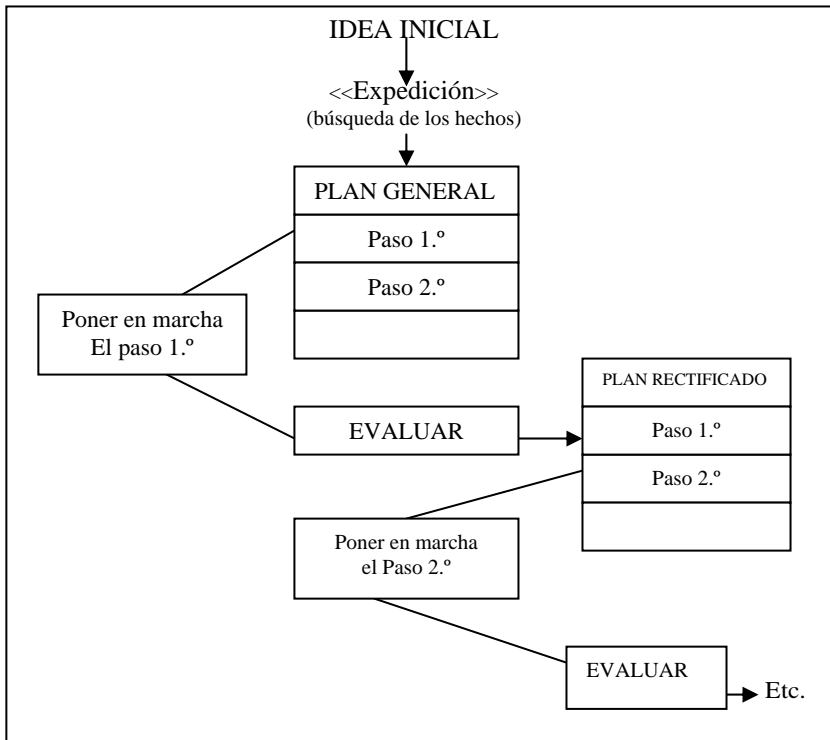 IDEA INICIAL
<<Expedición>>
(búsqueda de los hechos)
PLAN GENERAL
Paso 1.º
Paso 2.º
Poner en marcha
El paso 1.º
PLAN RECTIFICADO
EVALUAR
Paso 1.º
Paso 2.º
Poner en marcha
el Paso 2.º
EVALUAR
Etc.